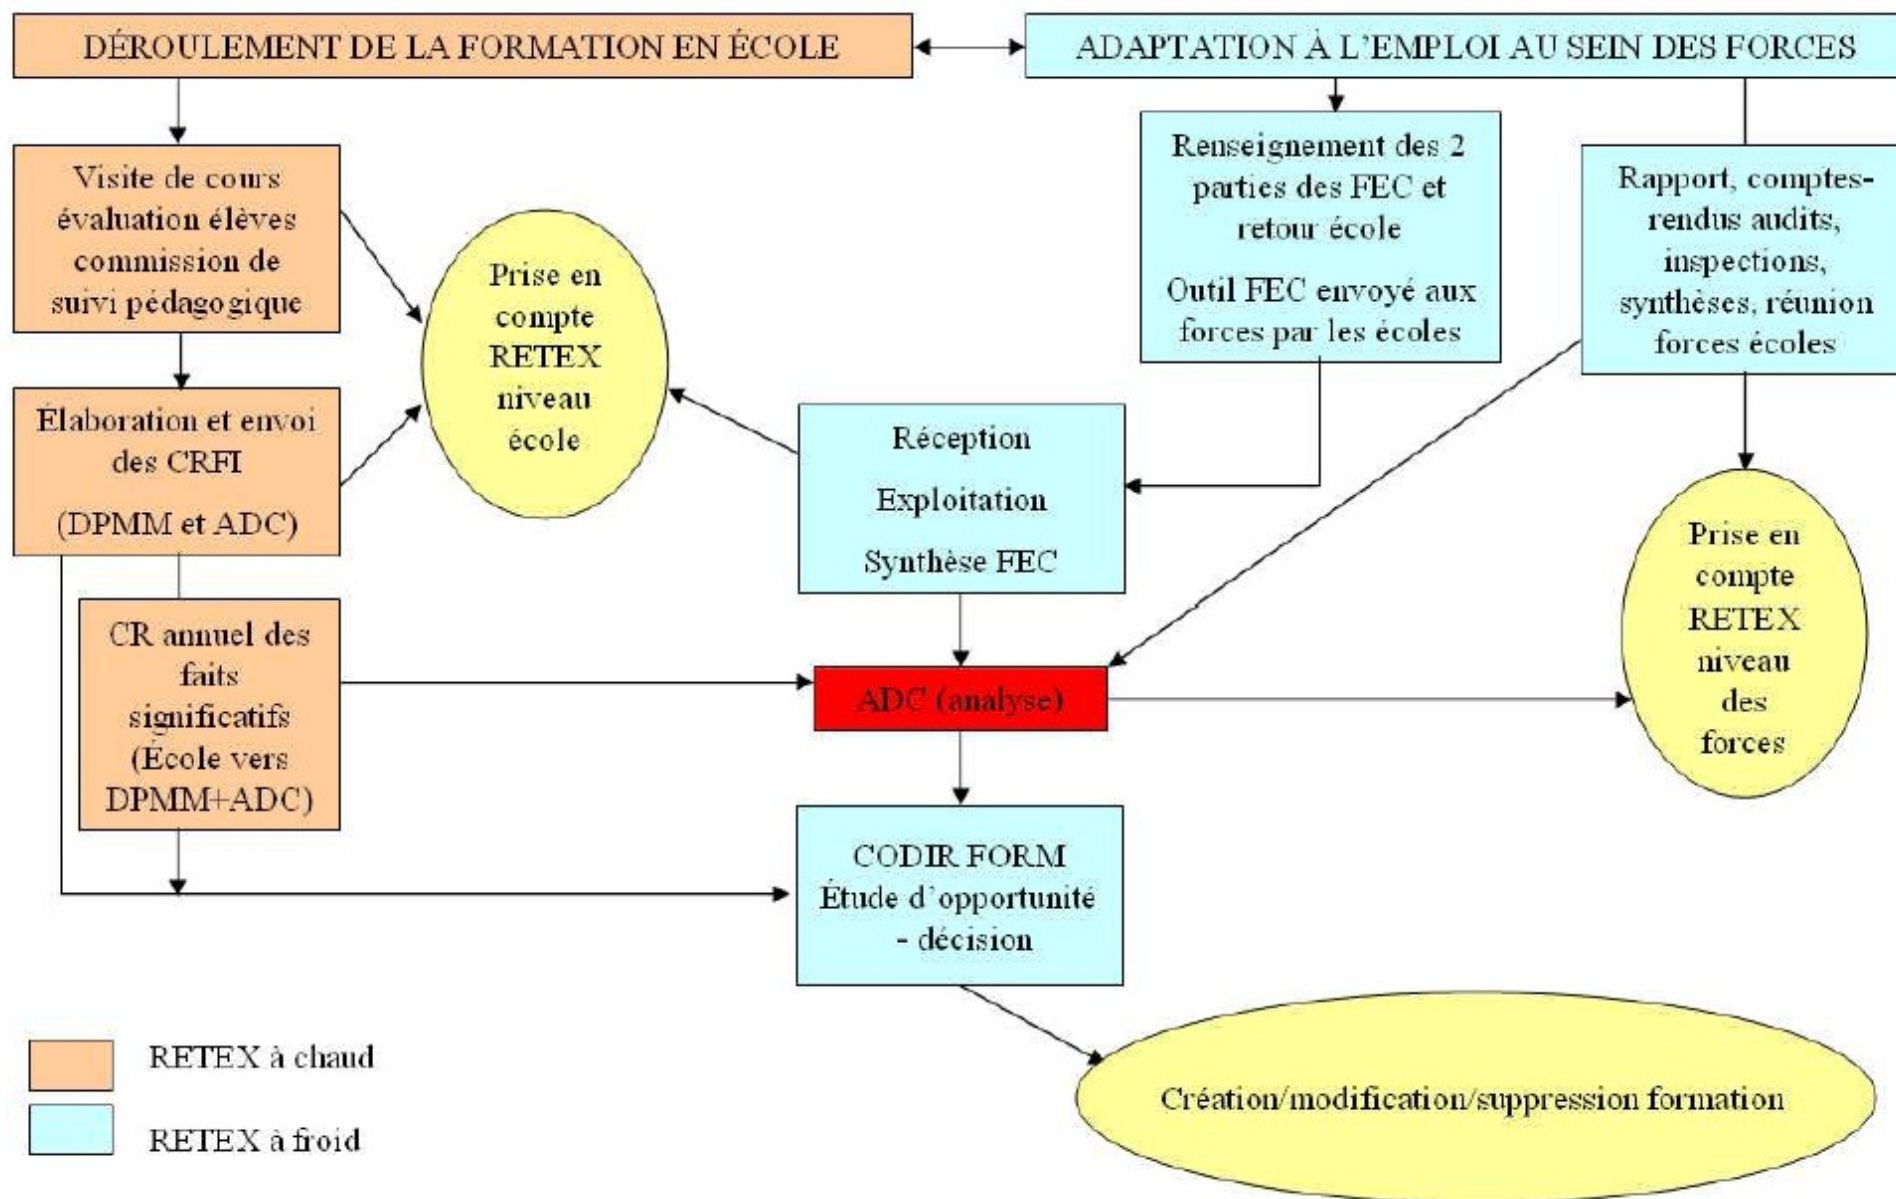 DÉROULEMENT DE LA FORMATION EN ÉCOLE
ADAPTATION À L'EMPLOI AU SEIN DES FORCES
Visite de cours
évaluation élèves
commission de
suivi pédagogique
Prise en
compte
RETEX
niveau
école
Renseignement des 2
parties des FEC et
retour école
Outil FEC envoyé aux
forces par les écoles
Rapport, comptes-
rendus audits,
inspections,
synthèses, réunion
forces écoles
Élaboration et envoi
des CRFI
(DPMM et ADC)
Réception
Exploitation
Synthèse FEC
Prise en
compte
RETEX
niveau
des
forces
CR annuel des
faits
significatifs
(École vers
DPMM+ADC)
ADC (analyse)
CODIR FORM
Étude d'opportunité
- décision
Création/modification/suppression formation
RETEX à chaud
RETEX à froid